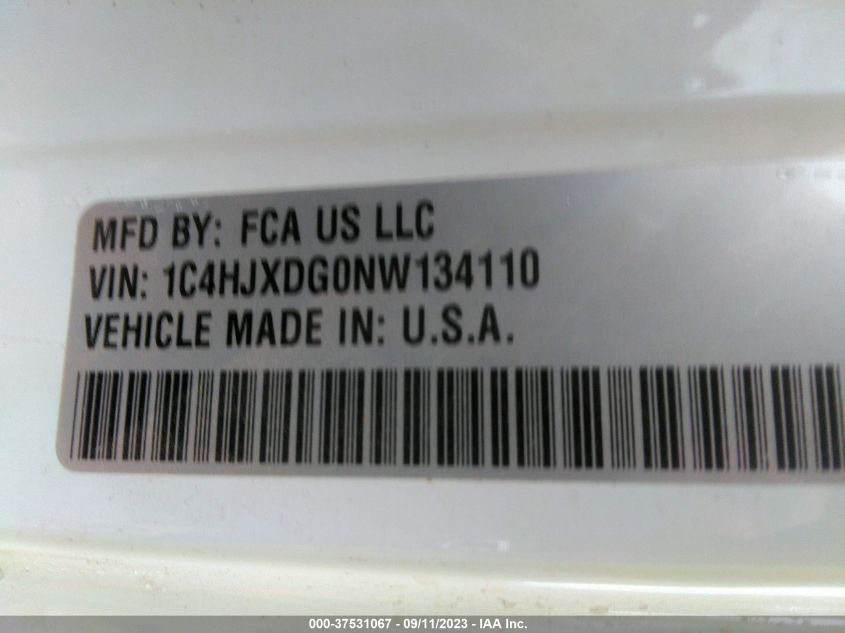 MFD BY: FCA US LLC
VIN: 1C4HJXDG0NW134110
VEHICLE MADE IN: U.S.A.
000-37531067 - 09/11/2023 - IAA Inc.